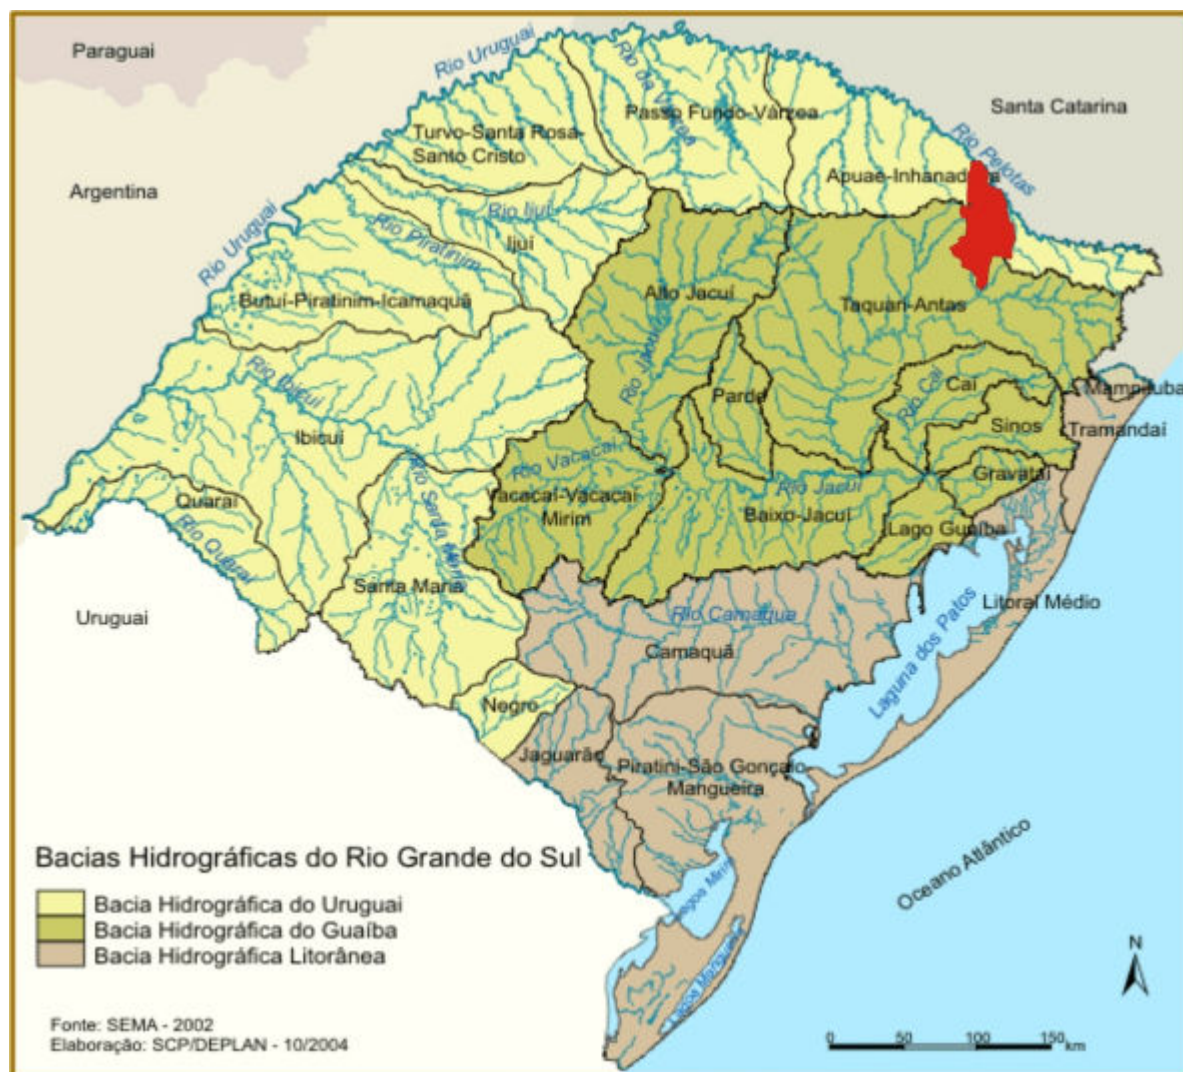 Paraguai
Rio Uruguai
Rio da Várzea
Passo Fundo-Várzea
Santa Catarina
Turvo-Santa Rosa-
Santo Cristo
Rio Pelotas
Argentina
Rio Ijuí
Ijuí
Rio Uruguai
Rio Piratinim
Butuí-Piratinim-Icamaquã
Alto Jacuí
Taquari-Antas
Rio Jacuí
Rio Ibicuí
Ibicuí
Pardo
Rio Caí
Caí
Mampituba
Sinos
Tramandaí
Rio Vacacaí
Vacacaí-Vacacaí
Mirim
Gravataí
Rio Jacuí
Baixo-Jacuí
Lago Guaíba
Quaraí
Rio Quaraí
Rio Santa Maria
Santa Maria
Uruguai
Litoral Médio
Rio Camaqua
Camaquã
Laguna dos Patos
Negro
Jaguarão
Piratini-São Gonçalo-
Mangueira
Oceano Atlântico
Lagoa Mirim
Lagoa Mangueira
Bacias Hidrográficas do Rio Grande do Sul
Bacia Hidrográfica do Uruguai
Bacia Hidrográfica do Guaíba
Bacia Hidrográfica Litorânea
N
Fonte: SEMA - 2002
Elaboração: SCP/DEPLAN - 10/2004
0 50 100 150 km